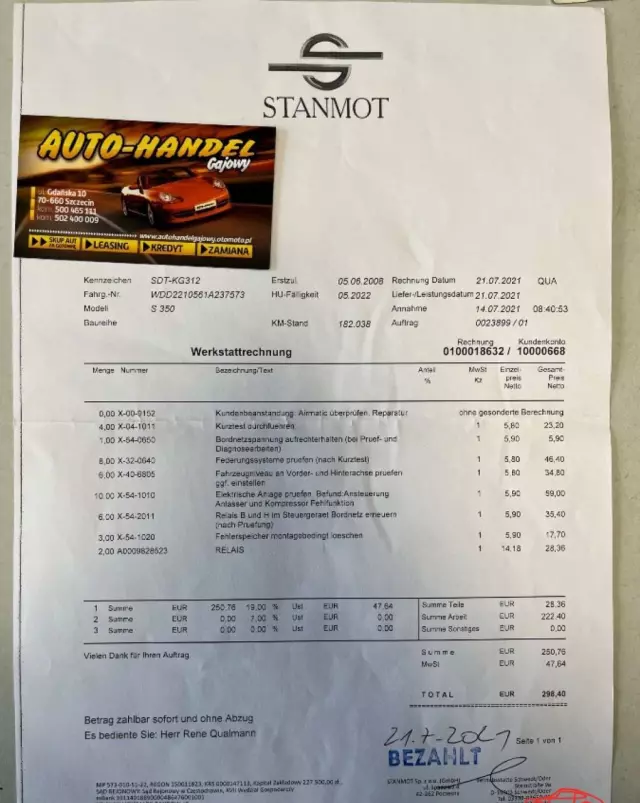 STANMOT
AUTO-HANDEL
Gajowy
ul. Gdańska 10
70-660 Szczecin
kom: 500 465 111
kom: 502 400 009
www.autohandelgajowy.otomoto.pl
SKUP AUT
ZA GOTÓWKĘ
LEASING
KREDYT
ZAMIANA
Kennzeichen SDT-KG312 Erstzul. 05.06.2008 Rechnung Datum 21.07.2021 QUA
Fahrg.-Nr. WDD2210561A237573 HU-Fälligkeit 05.2022 Liefer-/Leistungsdatum 21.07.2021
Modell S 350 Annahme 14.07.2021 08:40:53
Baureihe KM-Stand 182.038 Auftrag 0023899 / 01
Werkstattrechnung Rechnung Kundenkonto
0100018632 / 10000668
Menge Nummer Bezeichnung/Text Anteil % MwSt Kz Einzel-preis Netto Gesamt-Preis Netto
0,00 X-00-0152 Kundenbeanstandung: Airmatic überprüfen. Reparatur ohne gesonderte Berechnung
4,00 X-04-1011 Kurztest durchfuehren 1 5,80 23,20
1,00 X-54-0650 Bordnetzspannung aufrechterhalten (bei Pruef- und 1 5,90 5,90
Diagnosearbeiten)
8,00 X-32-0640 Federungssysteme pruefen (nach Kurztest) 1 5,80 46,40
6,00 X-40-6805 Fahrzeugniveau an Vorder- und Hinterachse pruefen 1 5,80 34,80
ggf. einstellen
10,00 X-54-1010 Elektrische Anlage pruefen, Befund:Ansteuerung 1 5,90 59,00
Anlasser und Kompressor Fehlfunktion
6,00 X-54-2011 Relais B und H im Steuergeraet Bordnetz erneuern 1 5,90 35,40
(nach Pruefung)
3,00 X-54-1020 Fehlerspeicher montagebedingt loeschen 1 5,90 17,70
2,00 A0009828523 RELAIS 1 14,18 28,36
1 Summe EUR 250,76 19,00 % Ust EUR 47,64 Summe Teile EUR 28,36
2 Summe EUR 0,00 7,00 % Ust EUR 0,00 Summe Arbeit EUR 222,40
3 Summe EUR 0,00 0,00 % Ust EUR 0,00 Summe Sonstiges EUR 0,00
Vielen Dank für Ihren Auftrag. Summe EUR 250,76
MwSt EUR 47,64
TOTAL EUR 298,40
Betrag zahlbar sofort und ohne Abzug
Es bediente Sie: Herr Rene Qualmann
21.7-2021
Seite 1 von 1
BEZAHLT
STANMOT Sp. z o.o. (GmbH)